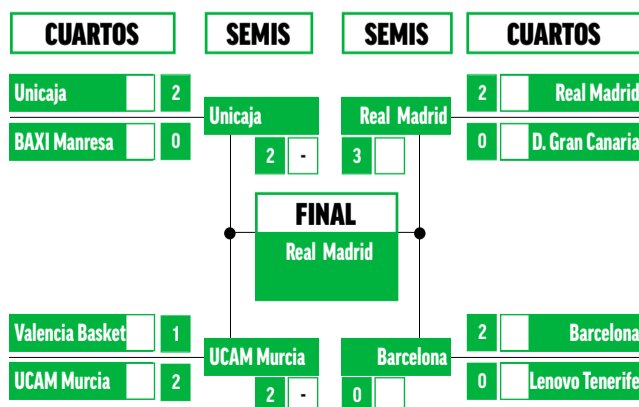 CUARTOS SEMIS SEMIS CUARTOS
Unicaja 2 2 Real Madrid
Unicaja Real Madrid
BAXI Manresa 0 0 D. Gran Canaria
2 - 3
FINAL
Real Madrid
Valencia Basket 1 2 Barcelona
UCAM Murcia Barcelona
UCAM Murcia 2 0 Lenovo Tenerife
2 - 0